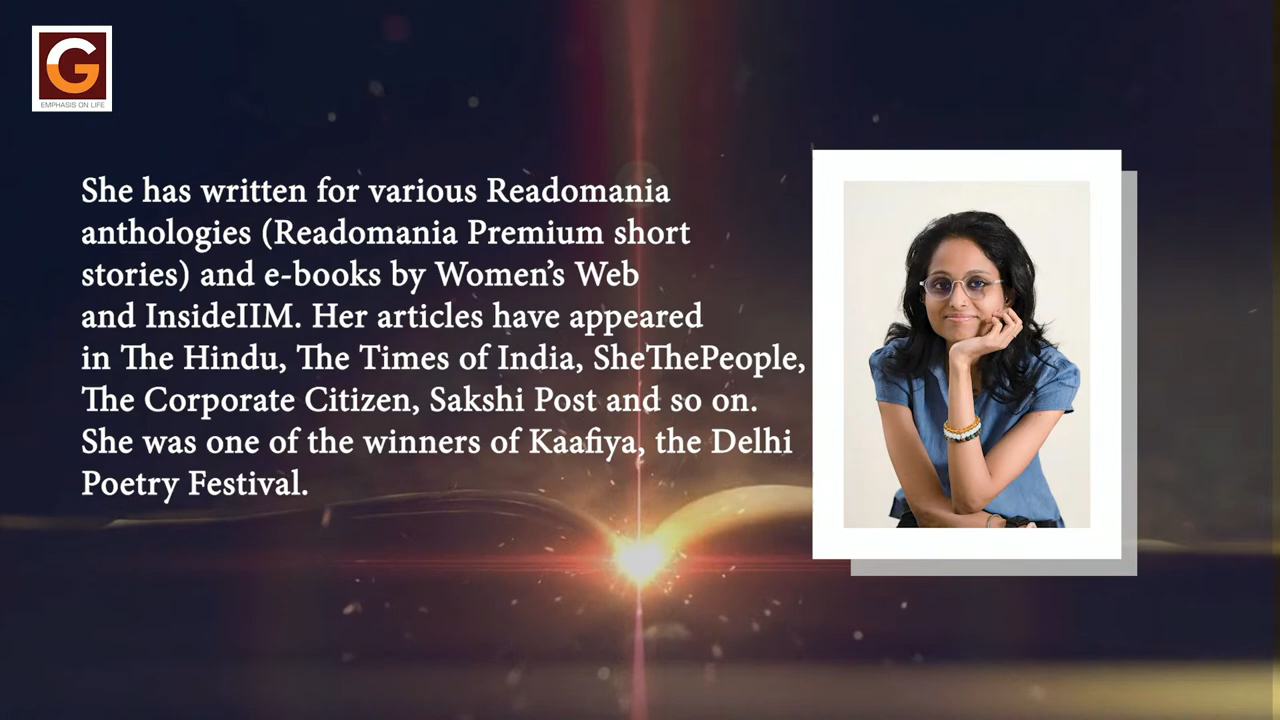 G
EMPHASIS ON LIFE
She has written for various Readomania
anthologies (Readomania Premium short
stories) and e-books by Women’s Web
and InsideIIM. Her articles have appeared
in The Hindu, The Times of India, SheThePeople,
The Corporate Citizen, Sakshi Post and so on.
She was one of the winners of Kaafiya, the Delhi
Poetry Festival.